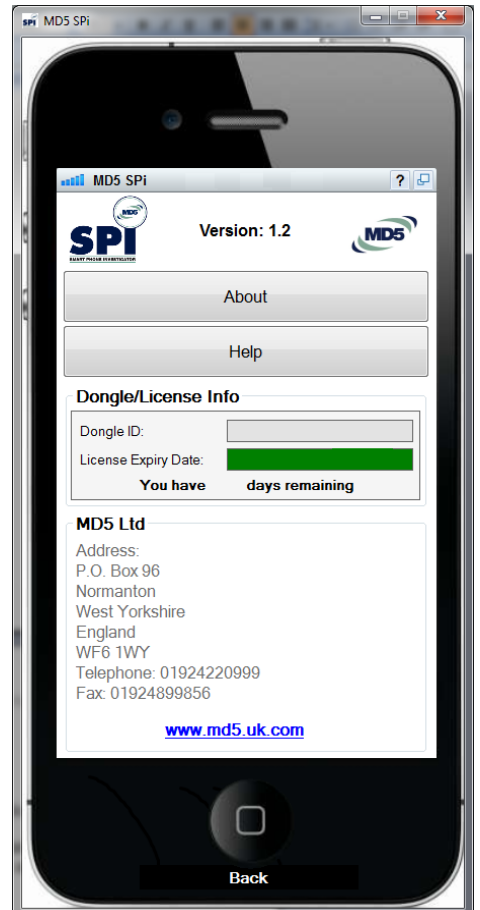 SPi MD5 SPi
MD5 SPi ?
MD5
SPI
SMART PHONE INVESTIGATOR
Version: 1.2
MD5
About
Help
Dongle/License Info
Dongle ID:
License Expiry Date:
You have days remaining
MD5 Ltd
Address:
P.O. Box 96
Normanton
West Yorkshire
England
WF6 1WY
Telephone: 01924220999
Fax: 01924899856
www.md5.uk.com
Back